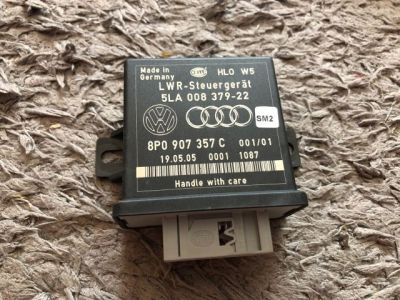 Made in
Germany
HELLA HLO W5
LWR-Steuergerät
5LA 008 379-22
SM2
8P0 907 357 C 001/01
19.05.05 0001 1087
Handle with care